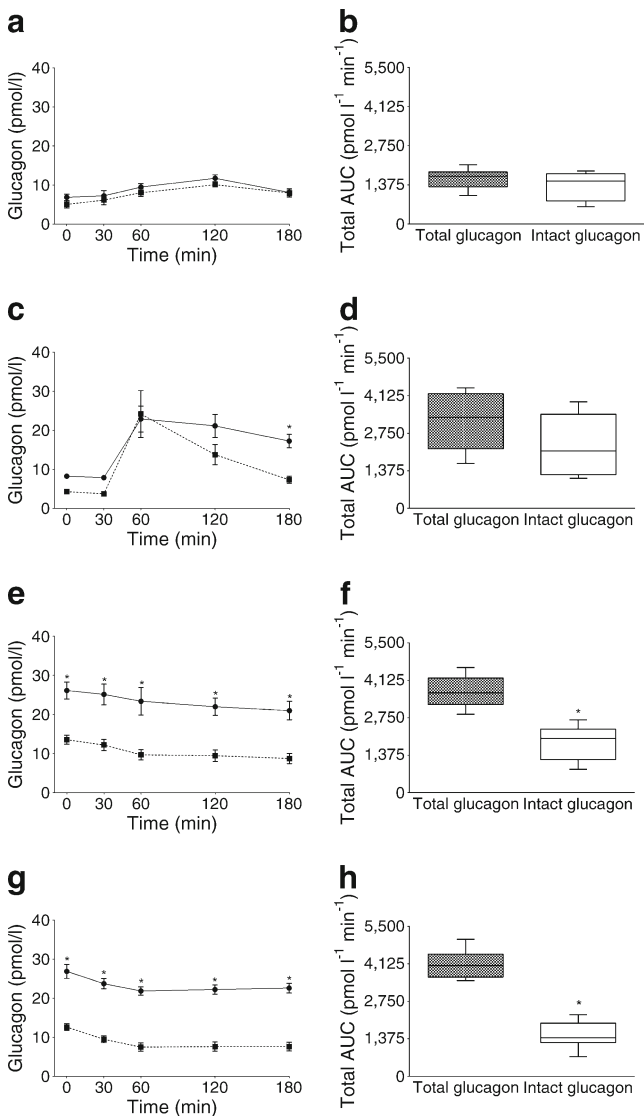 a
40
30
20
10
0
Glucagon (pmol/l)
0 30 60 120 180
Time (min)
b
5,500
4,125
2,750
1,375
0
Total AUC (pmol l-1 min-1)
Total glucagon Intact glucagon
c
40
30
20
10
0
Glucagon (pmol/l)
*
0 30 60 120 180
Time (min)
d
5,500
4,125
2,750
1,375
0
Total AUC (pmol l-1 min-1)
Total glucagon Intact glucagon
e
40
30
20
10
0
Glucagon (pmol/l)
* * * * *
0 30 60 120 180
Time (min)
f
5,500
4,125
2,750
1,375
0
Total AUC (pmol l-1 min-1)
*
Total glucagon Intact glucagon
g
40
30
20
10
0
Glucagon (pmol/l)
* * * * *
0 30 60 120 180
Time (min)
h
5,500
4,125
2,750
1,375
0
Total AUC (pmol l-1 min-1)
*
Total glucagon Intact glucagon